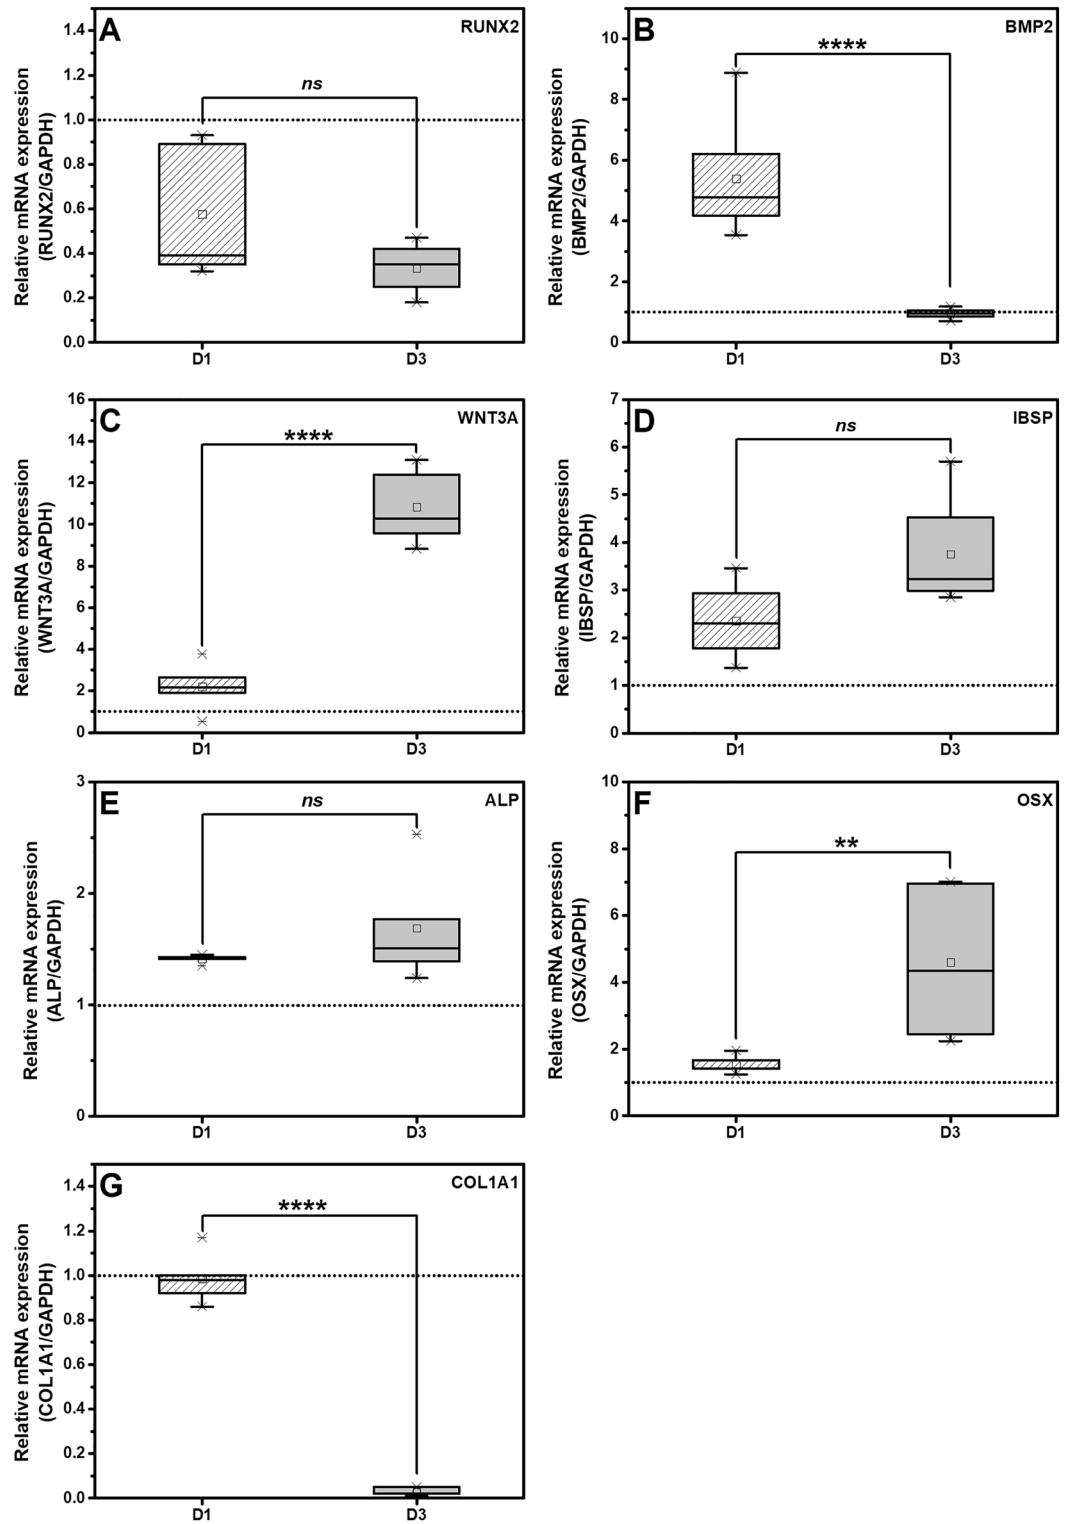 A
RUNX2
ns
Relative mRNA expression
(RUNX2/GAPDH)
1.4
1.2
1.0
0.8
0.6
0.4
0.2
0.0
D1
D3
B
BMP2
****
Relative mRNA expression
(BMP2/GAPDH)
10
8
6
4
2
0
D1
D3
C
WNT3A
****
Relative mRNA expression
(WNT3A/GAPDH)
16
14
12
10
8
6
4
2
0
D1
D3
D
IBSP
ns
Relative mRNA expression
(IBSP/GAPDH)
7
6
5
4
3
2
1
0
D1
D3
E
ALP
ns
Relative mRNA expression
(ALP/GAPDH)
3
2
1
0
D1
D3
F
OSX
**
Relative mRNA expression
(OSX/GAPDH)
10
8
6
4
2
0
D1
D3
G
COL1A1
****
Relative mRNA expression
(COL1A1/GAPDH)
1.4
1.2
1.0
0.8
0.6
0.4
0.2
0.0
D1
D3